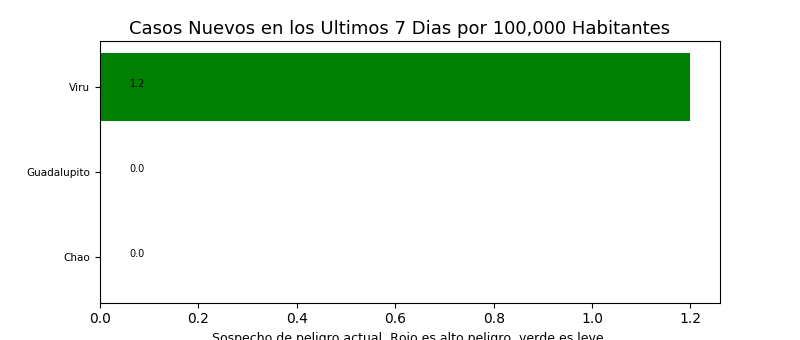 Casos Nuevos en los Ultimos 7 Dias por 100,000 Habitantes
Viru
1.2
Guadalupito
0.0
Chao
0.0
0.0 0.2 0.4 0.6 0.8 1.0 1.2
Sospecho de peligro actual. Rojo es alto peligro, verde es leve